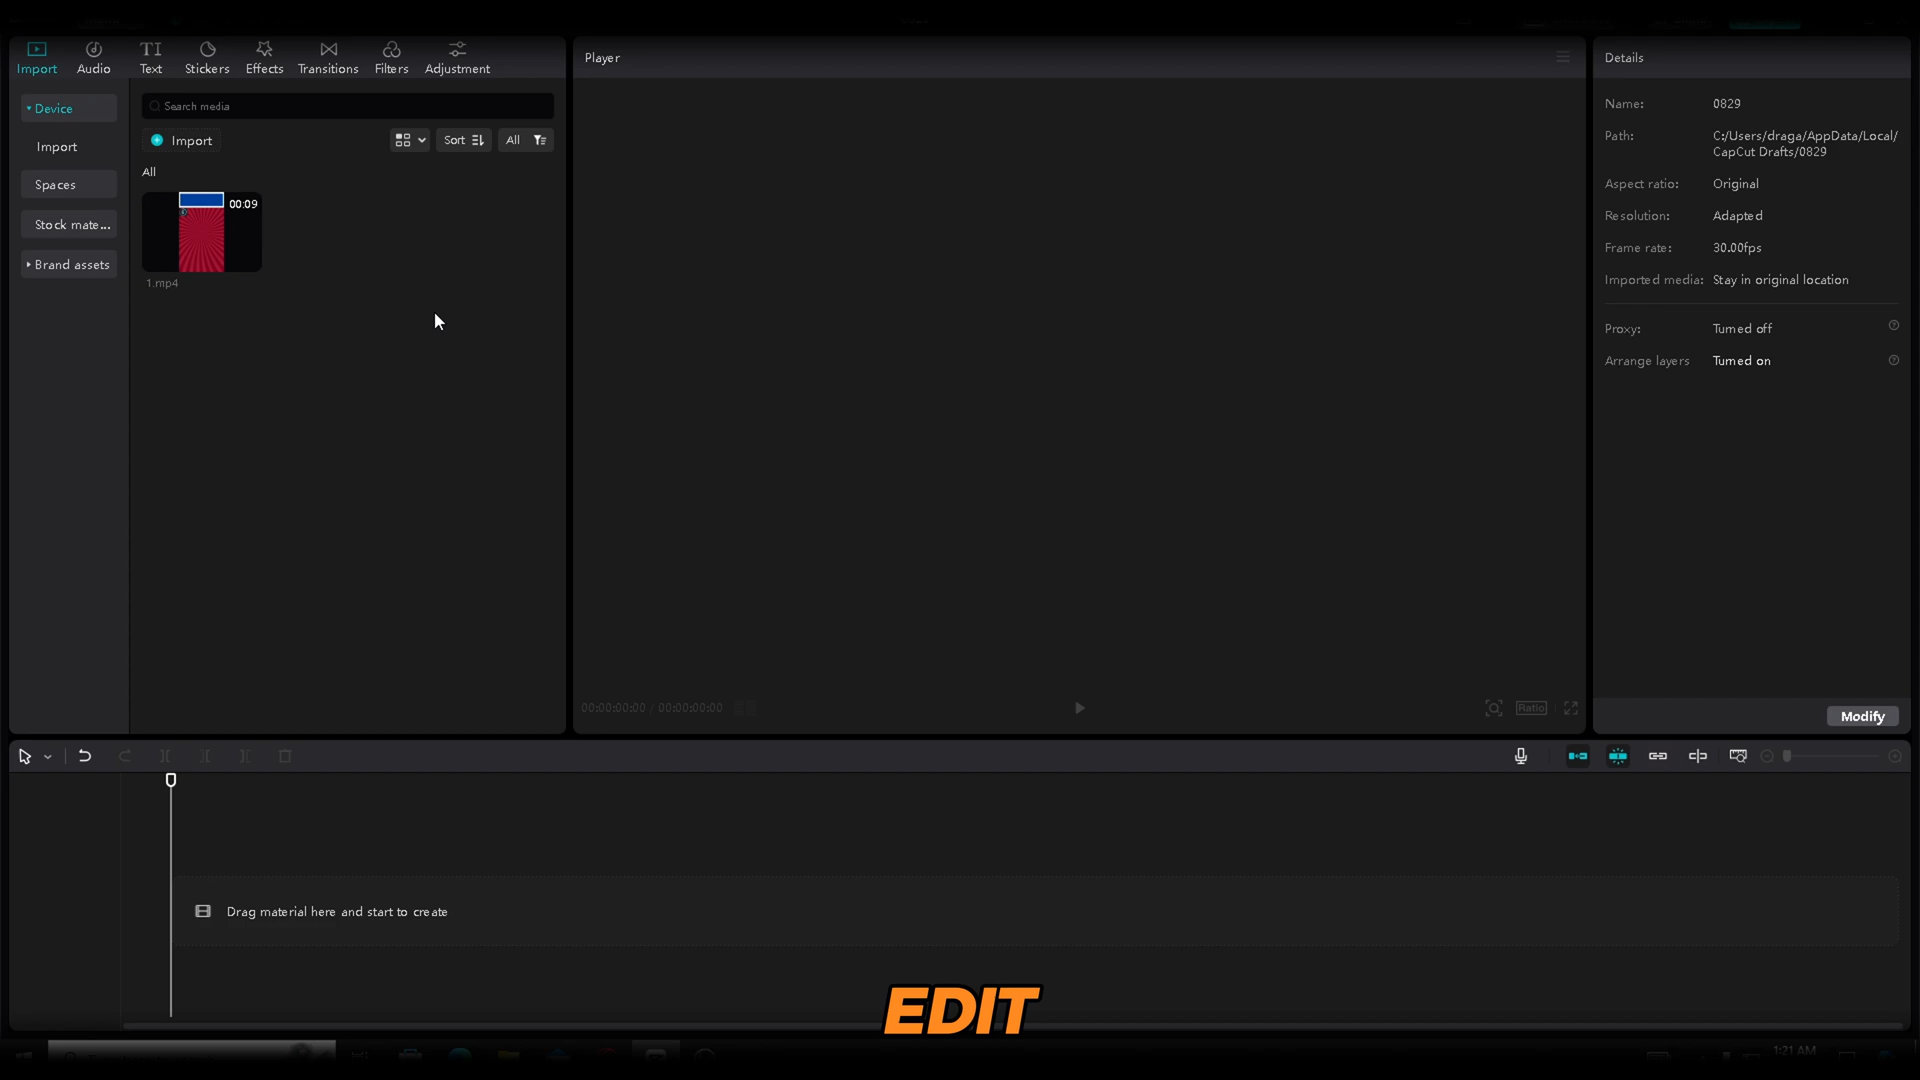 Import Audio Text Stickers Effects Transitions Filters Adjustment
Device
Import
Spaces
Stock mate...
Brand assets
Search media
Import
Sort
All
All
00:09
1.mp4
Player
00:00:00:00 / 00:00:00:00
Ratio
Details
Name: 0829
Path: C:/Users/draga/AppData/Local/
CapCut Drafts/0829
Aspect ratio: Original
Resolution: Adapted
Frame rate: 30.00fps
Imported media: Stay in original location
Proxy: Turned off
Arrange layers Turned on
Modify
Drag material here and start to create
EDIT
1:21 AM